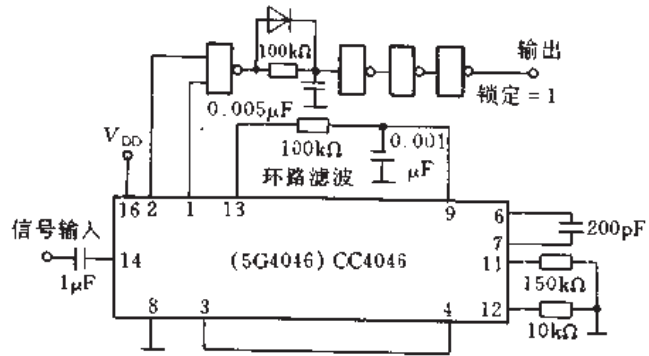 100kΩ
输出
锁定=1
0.005μF
V_DD
100kΩ
0.001
μF
环路滤波
16 2 1 13 9
6
7
200pF
信号输入
14
(5G4046) CC4046
11
150kΩ
1μF
12
10kΩ
8 3 4